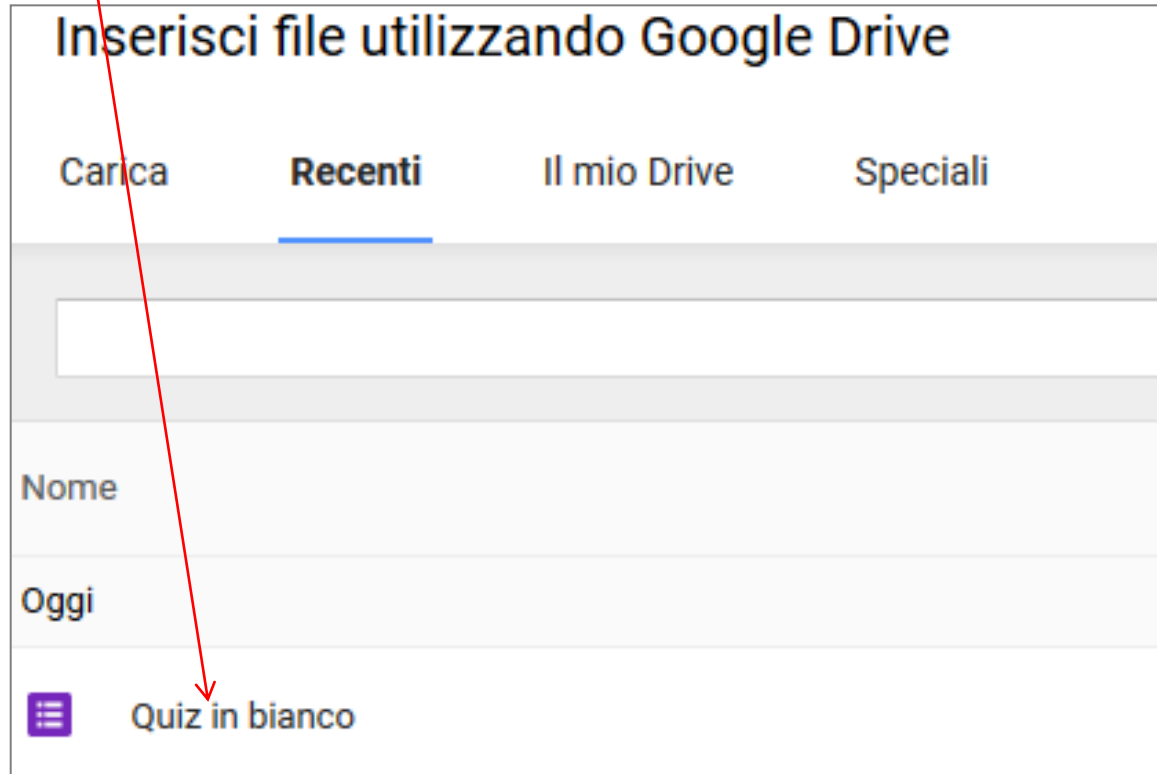 Inserisci file utilizzando Google Drive
Carica Recenti Il mio Drive Speciali
Nome
Oggi
Quiz in bianco